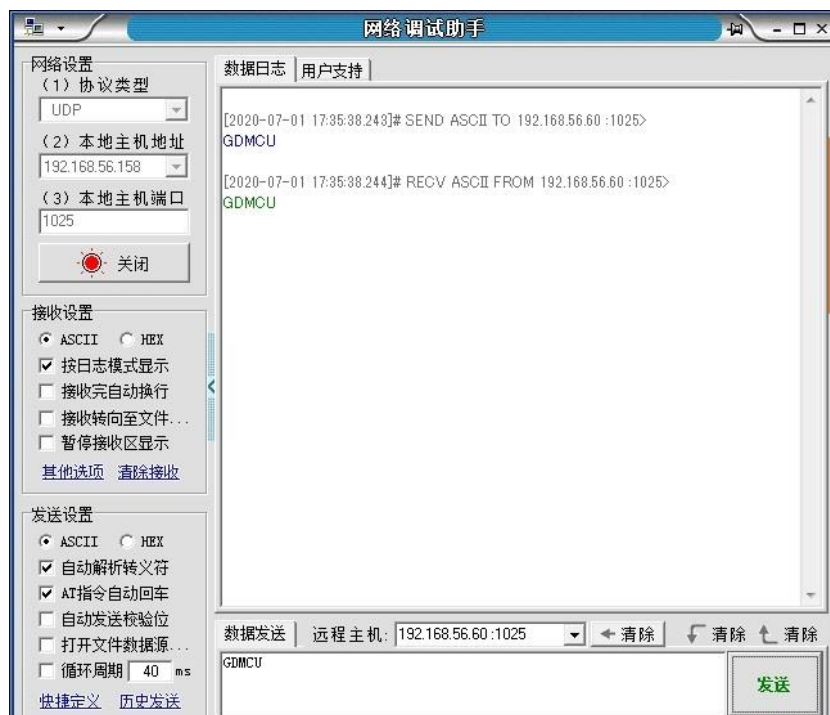 网络调试助手
网络设置
(1) 协议类型
UDP
(2) 本地主机地址
192.168.56.158
(3) 本地主机端口
1025
关闭
接收设置
ASCII HEX
按日志模式显示
接收完自动换行
接收转向至文件...
暂停接收区显示
其他选项 清除接收
发送设置
ASCII HEX
自动解析转义符
AT指令自动回车
自动发送校验位
打开文件数据源...
循环周期 40 ms
快捷定义 历史发送
数据日志 用户支持
[2020-07-01 17:35:38.243]# SEND ASCII TO 192.168.56.60 :1025>
GDMCU
[2020-07-01 17:35:38.244]# RECV ASCII FROM 192.168.56.60 :1025>
GDMCU
数据发送 远程主机: 192.168.56.60 :1025 清除 清除 清除
GDMCU
发送